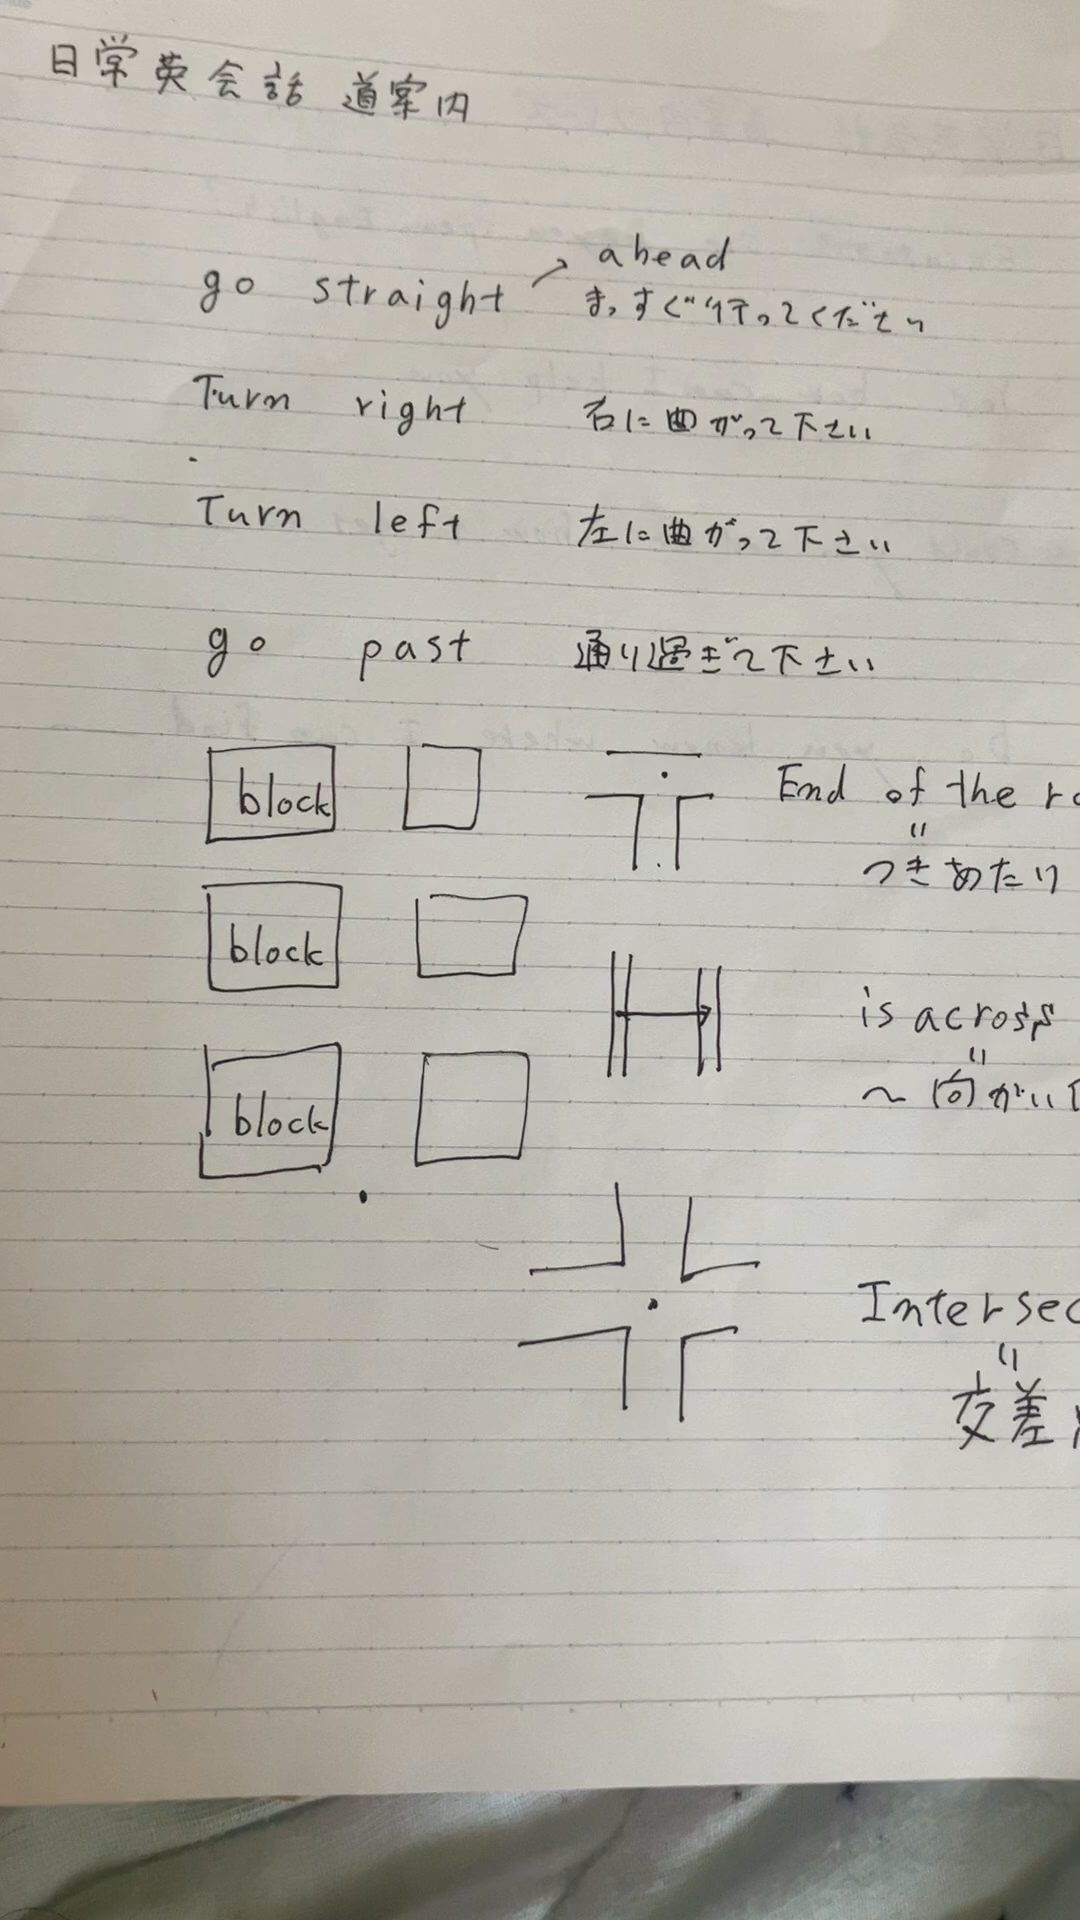 日常英会話 道案内
ahead
go straight まっすぐ行ってください
Turn right 右に曲がって下さい
Turn left 左に曲がって下さい
go past 通り過ぎて下さい
block
End of the
〃
つきあたり
block
is across
〃
〜向かい
block
Intersec
〃
交差